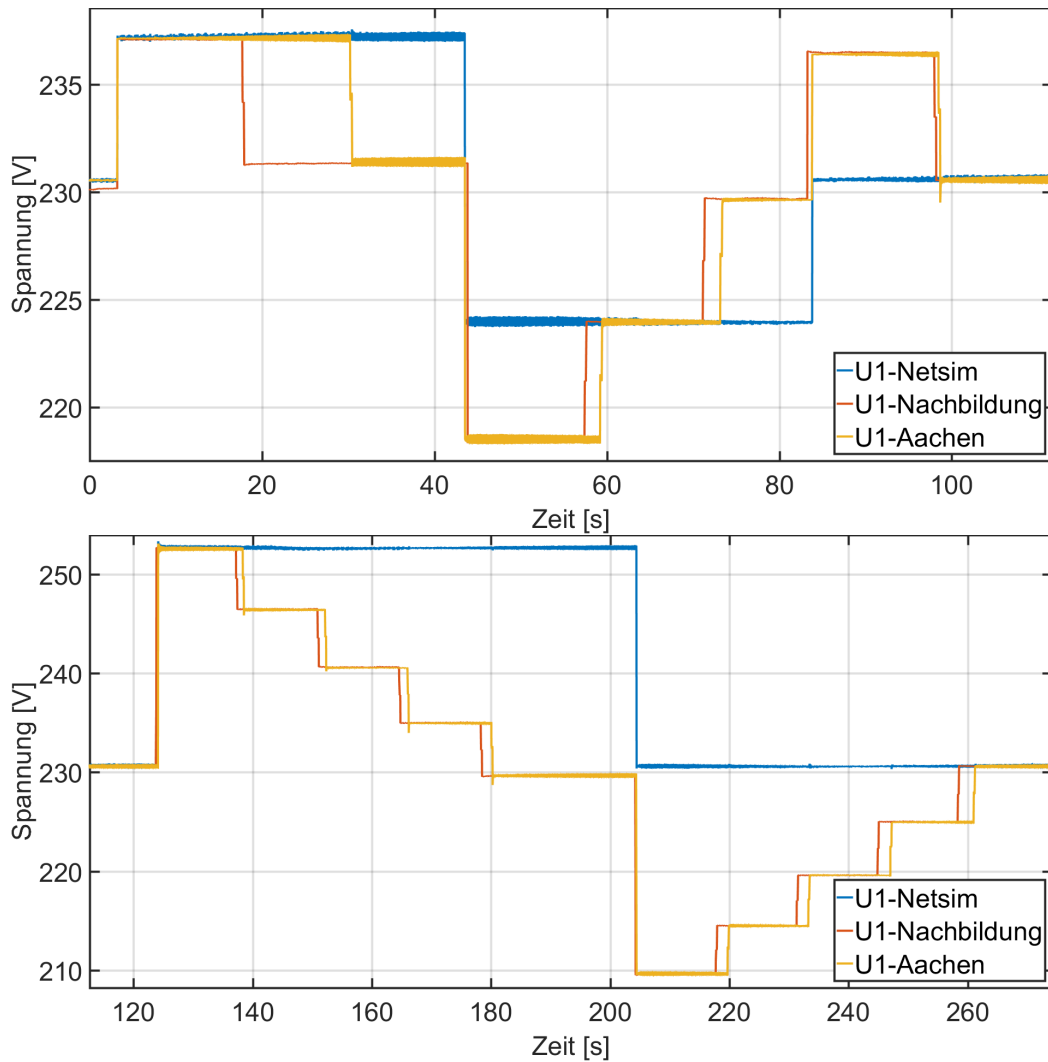 235
230
225
220
Spannung [V]
U1-Netsim
U1-Nachbildung
U1-Aachen
0 20 40 60 80 100
Zeit [s]
250
240
230
220
210
Spannung [V]
U1-Netsim
U1-Nachbildung
U1-Aachen
120 140 160 180 200 220 240 260
Zeit [s]